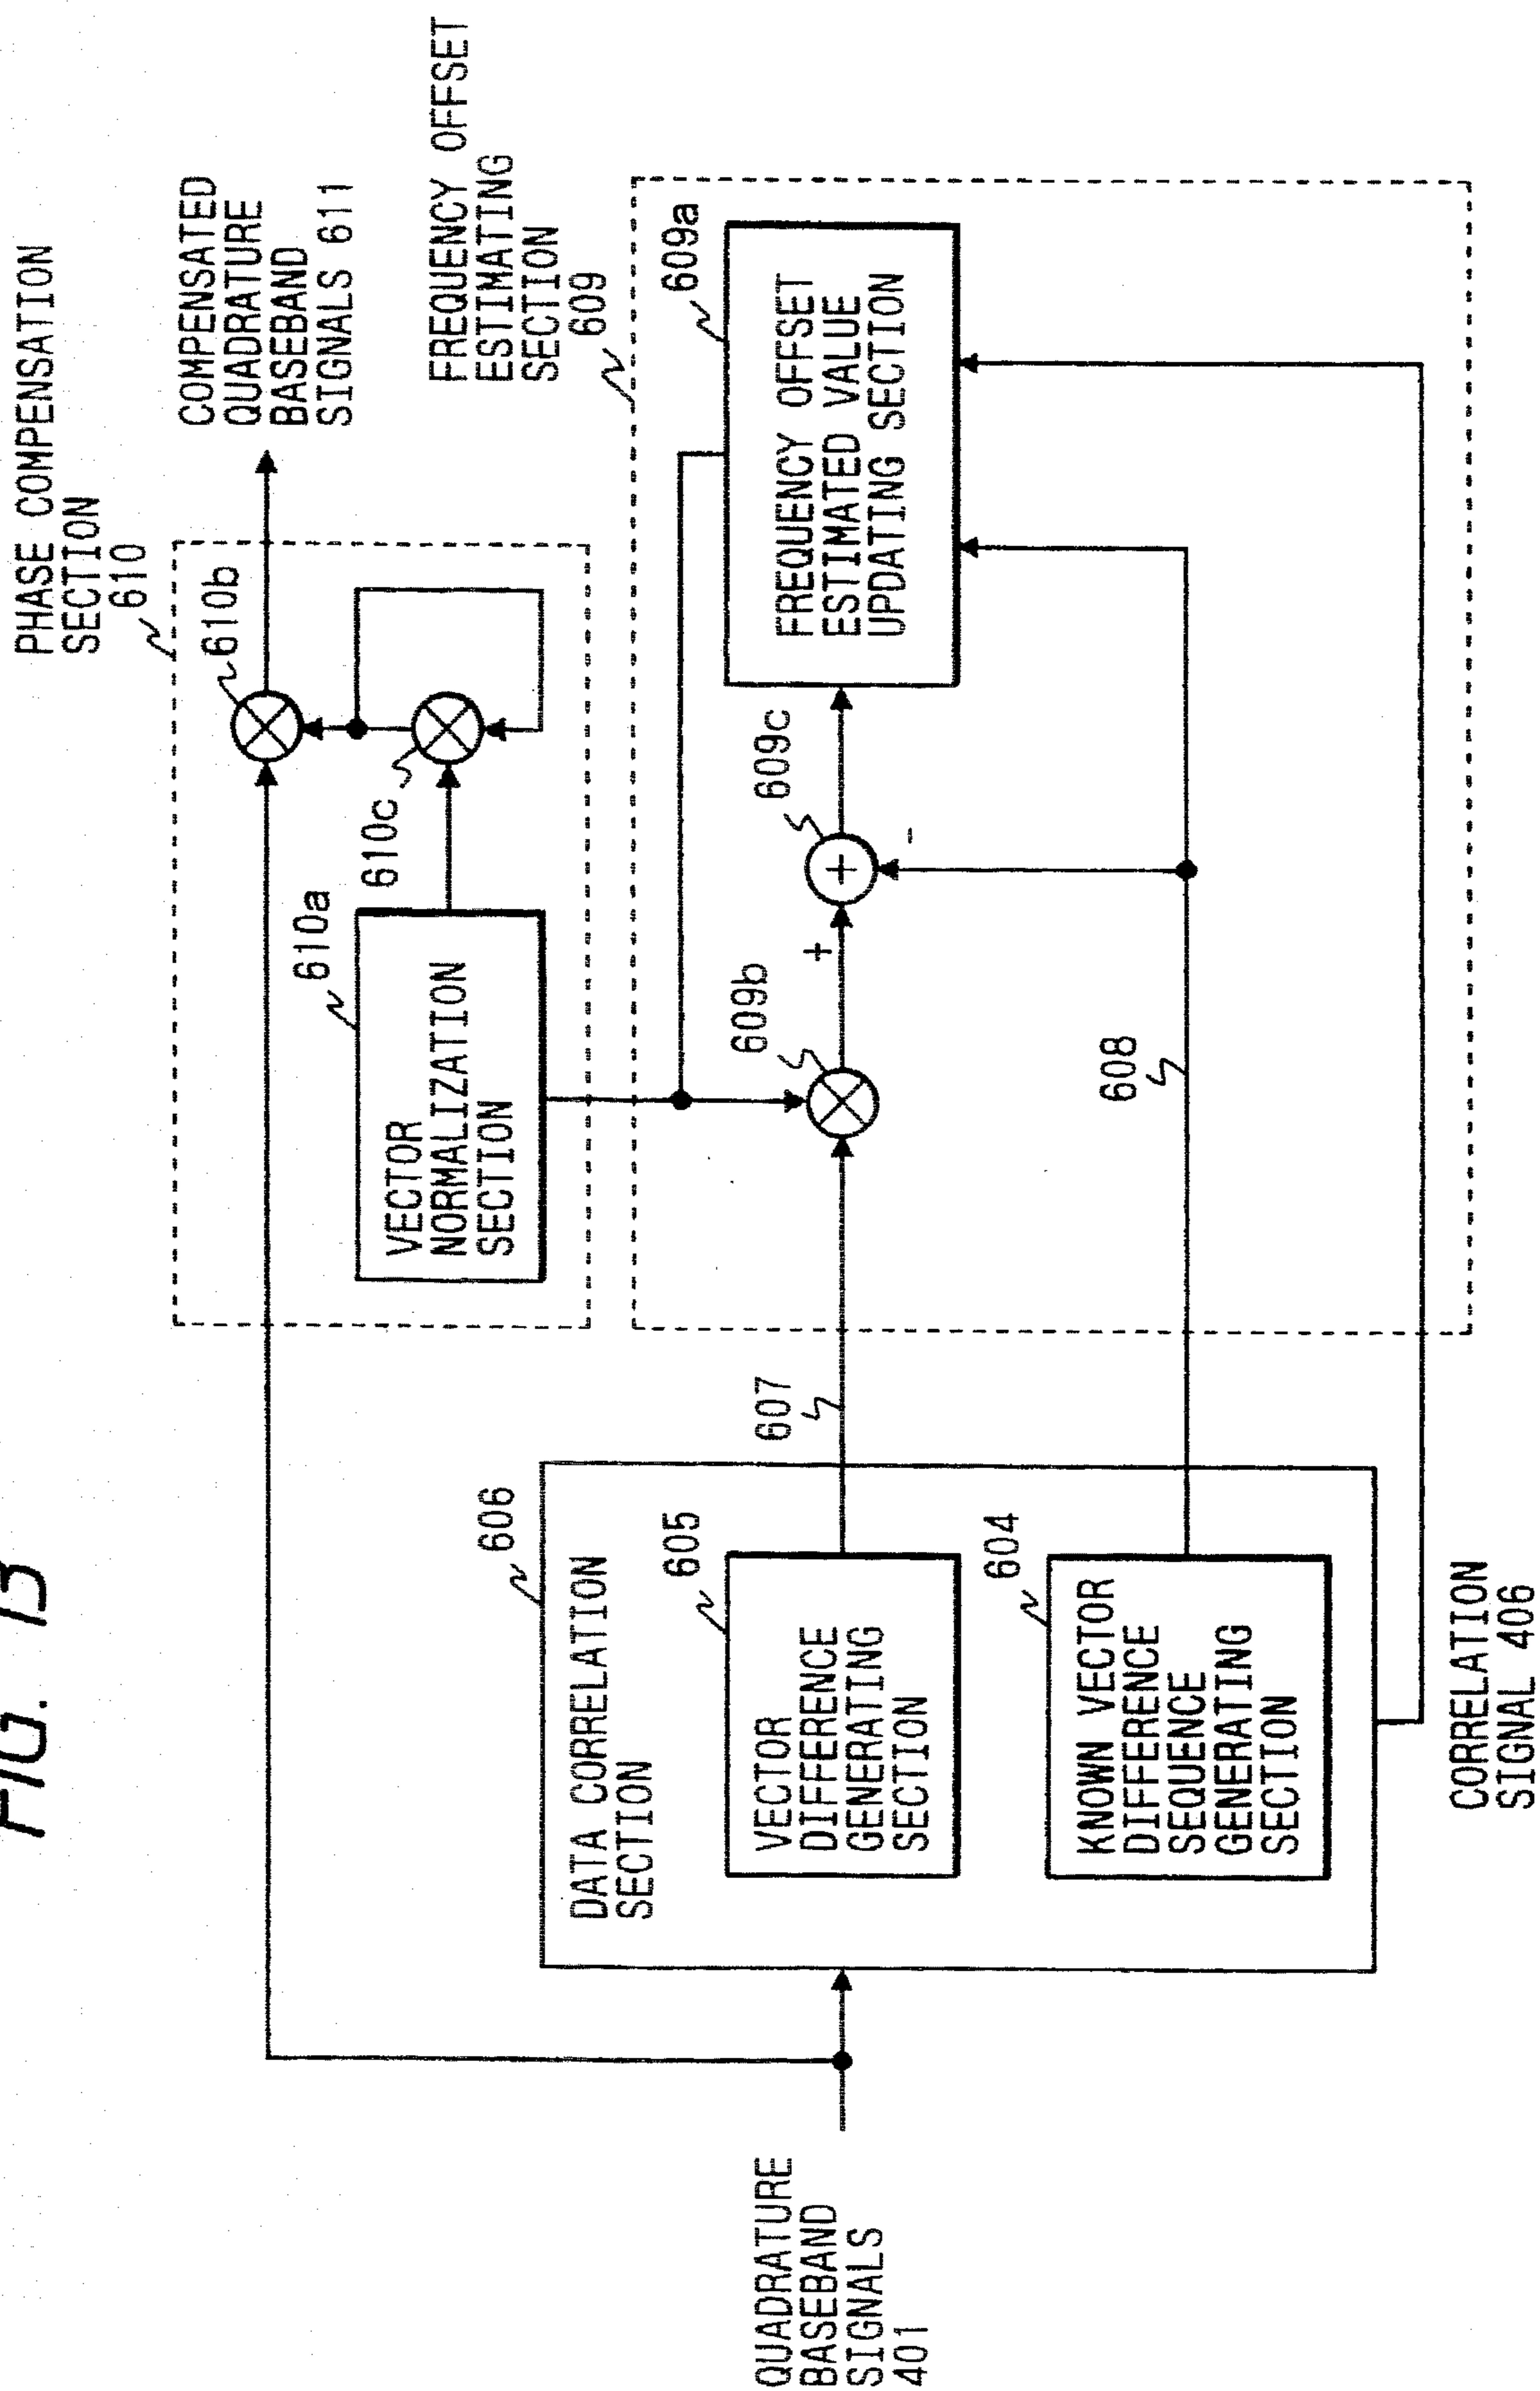 FIG. 13
PHASE COMPENSATION
SECTION
610
COMPENSATED
QUADRATURE
BASEBAND
SIGNALS 611
610b
610c
610a
VECTOR
NORMALIZATION
SECTION
FREQUENCY OFFSET
ESTIMATING
SECTION
609
609a
FREQUENCY OFFSET
ESTIMATED VALUE
UPDATING SECTION
609c
+
-
+
609b
606
DATA CORRELATION
SECTION
605
VECTOR
DIFFERENCE
GENERATING
SECTION
607
604
KNOWN VECTOR
DIFFERENCE
SEQUENCE
GENERATING
SECTION
608
QUADRATURE
BASEBAND
SIGNALS
401
CORRELATION
SIGNAL 406